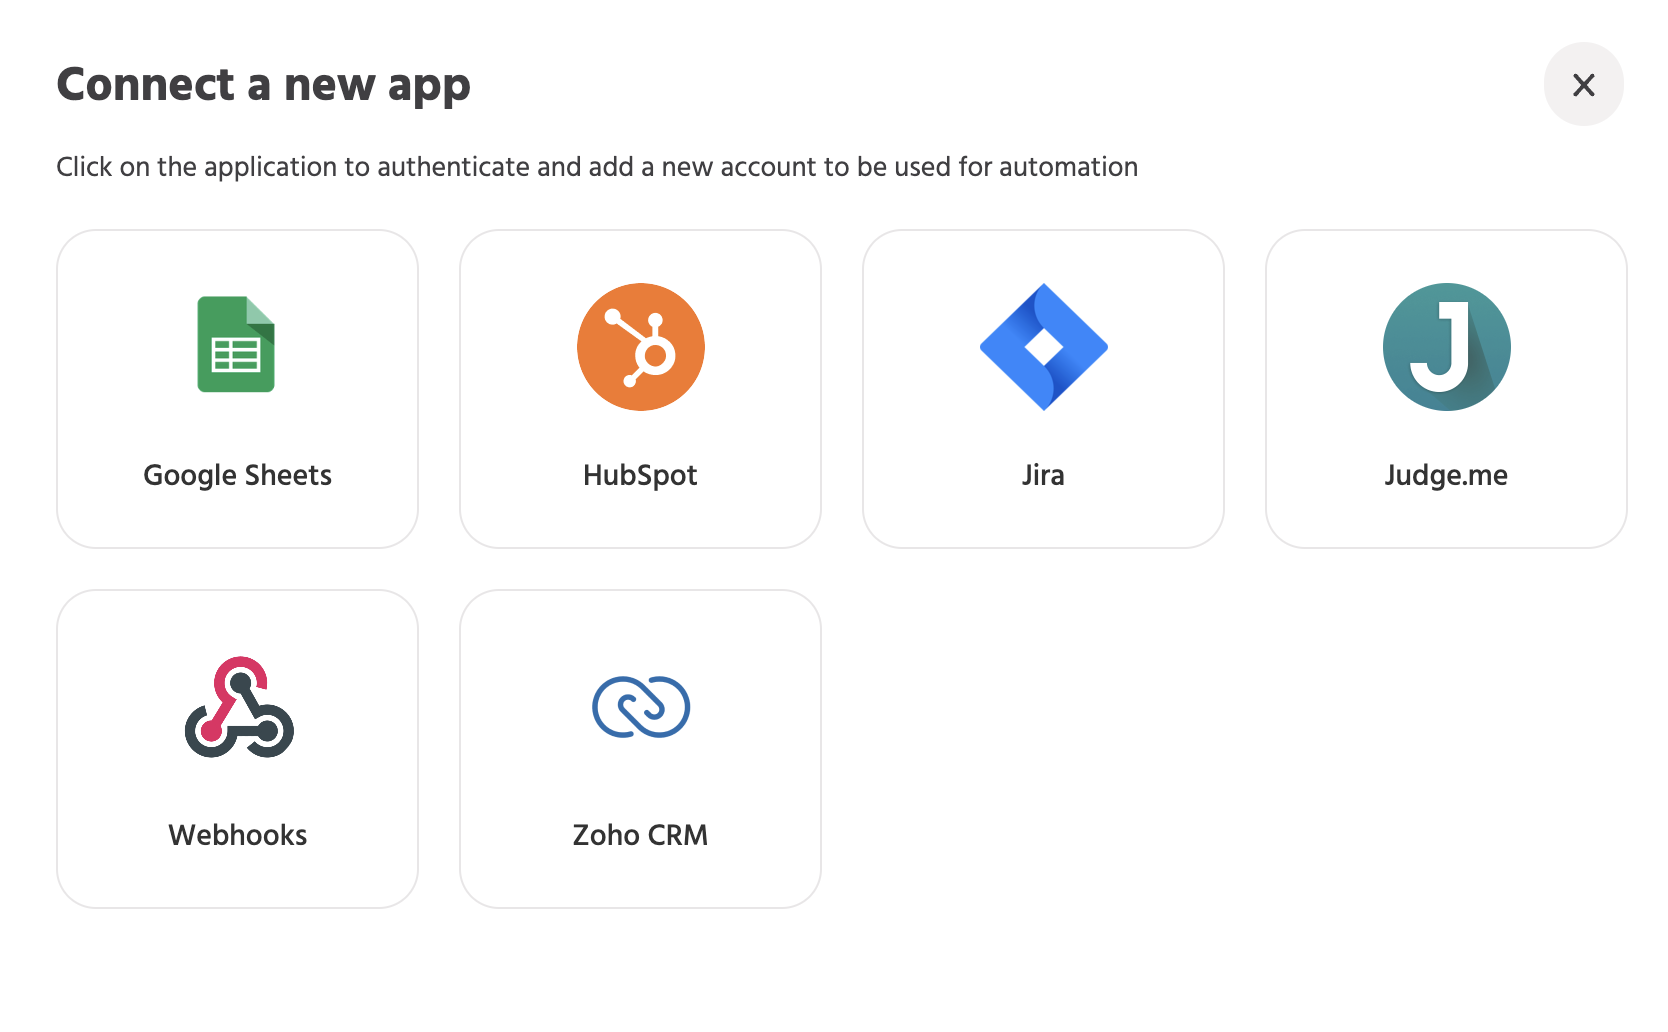 Connect a new app
Click on the application to authenticate and add a new account to be used for automation
Google Sheets
HubSpot
Jira
J
Judge.me
Webhooks
Zoho CRM